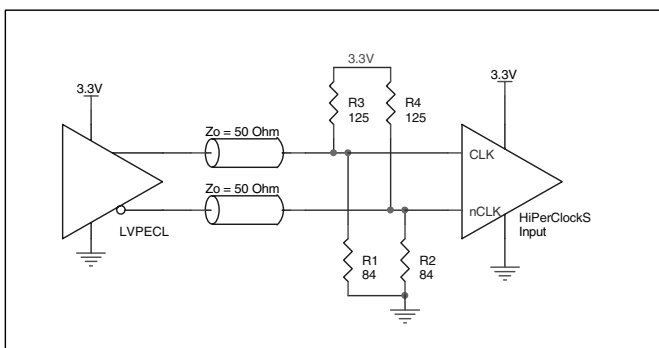 3.3V
3.3V
3.3V
R3
125
R4
125
Zo = 50 Ohm
CLK
Zo = 50 Ohm
nCLK
HiPerClockS
Input
LVPECL
R1
84
R2
84